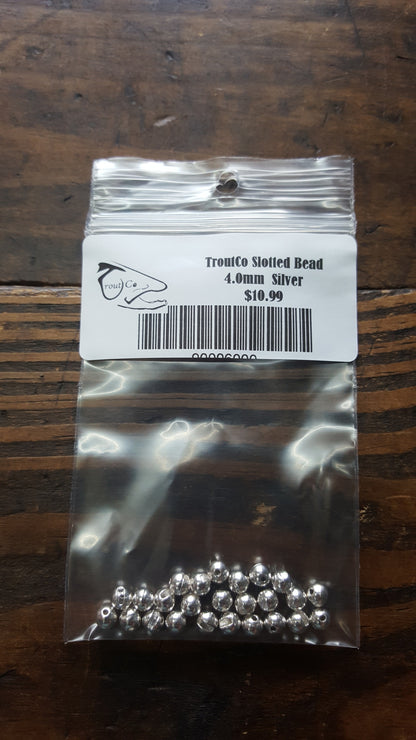 Trout Co
TroutCo Slotted Bead
4.0mm Silver
$10.99